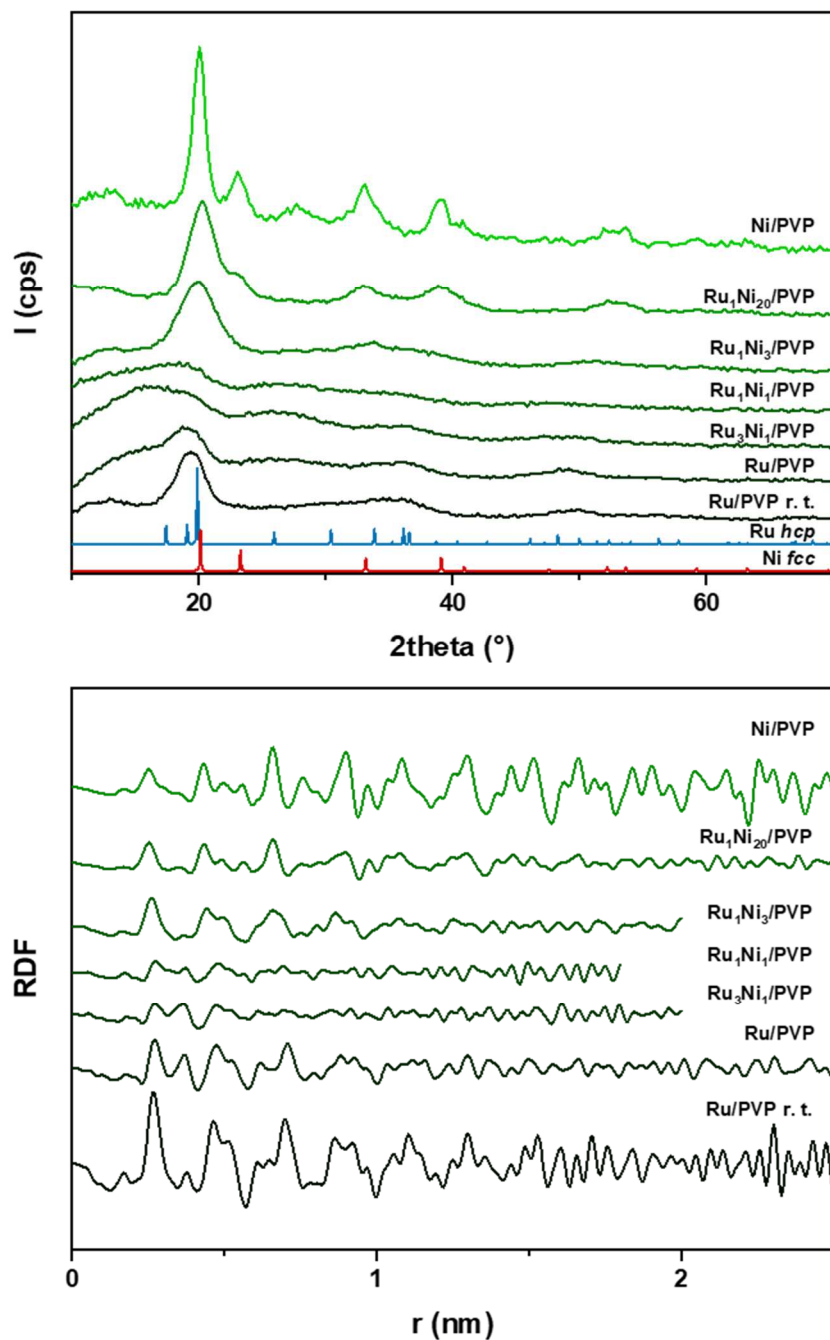 I (cps)
Ni/PVP
Ru₁Ni₂₀/PVP
Ru₁Ni₃/PVP
Ru₁Ni₁/PVP
Ru₃Ni₁/PVP
Ru/PVP
Ru/PVP r. t.
Ru hcp
Ni fcc
20 40 60
2theta (°)
RDF
Ni/PVP
Ru₁Ni₂₀/PVP
Ru₁Ni₃/PVP
Ru₁Ni₁/PVP
Ru₃Ni₁/PVP
Ru/PVP
Ru/PVP r. t.
0 1 2
r (nm)